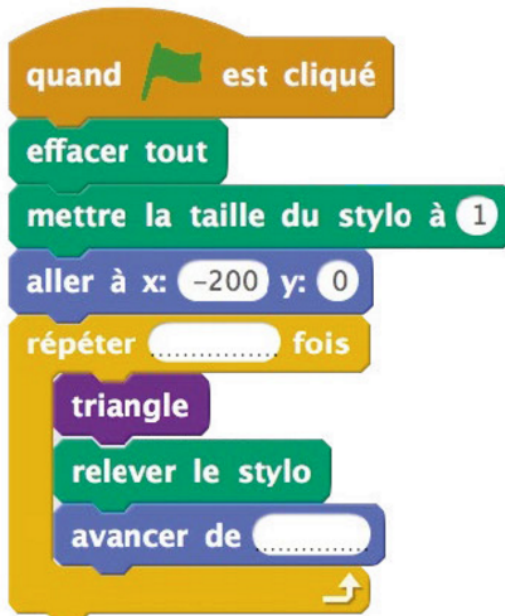 quand est cliqué
effacer tout
mettre la taille du stylo à 1
aller à x: -200 y: 0
répéter ............... fois
triangle
relever le stylo
avancer de ...............